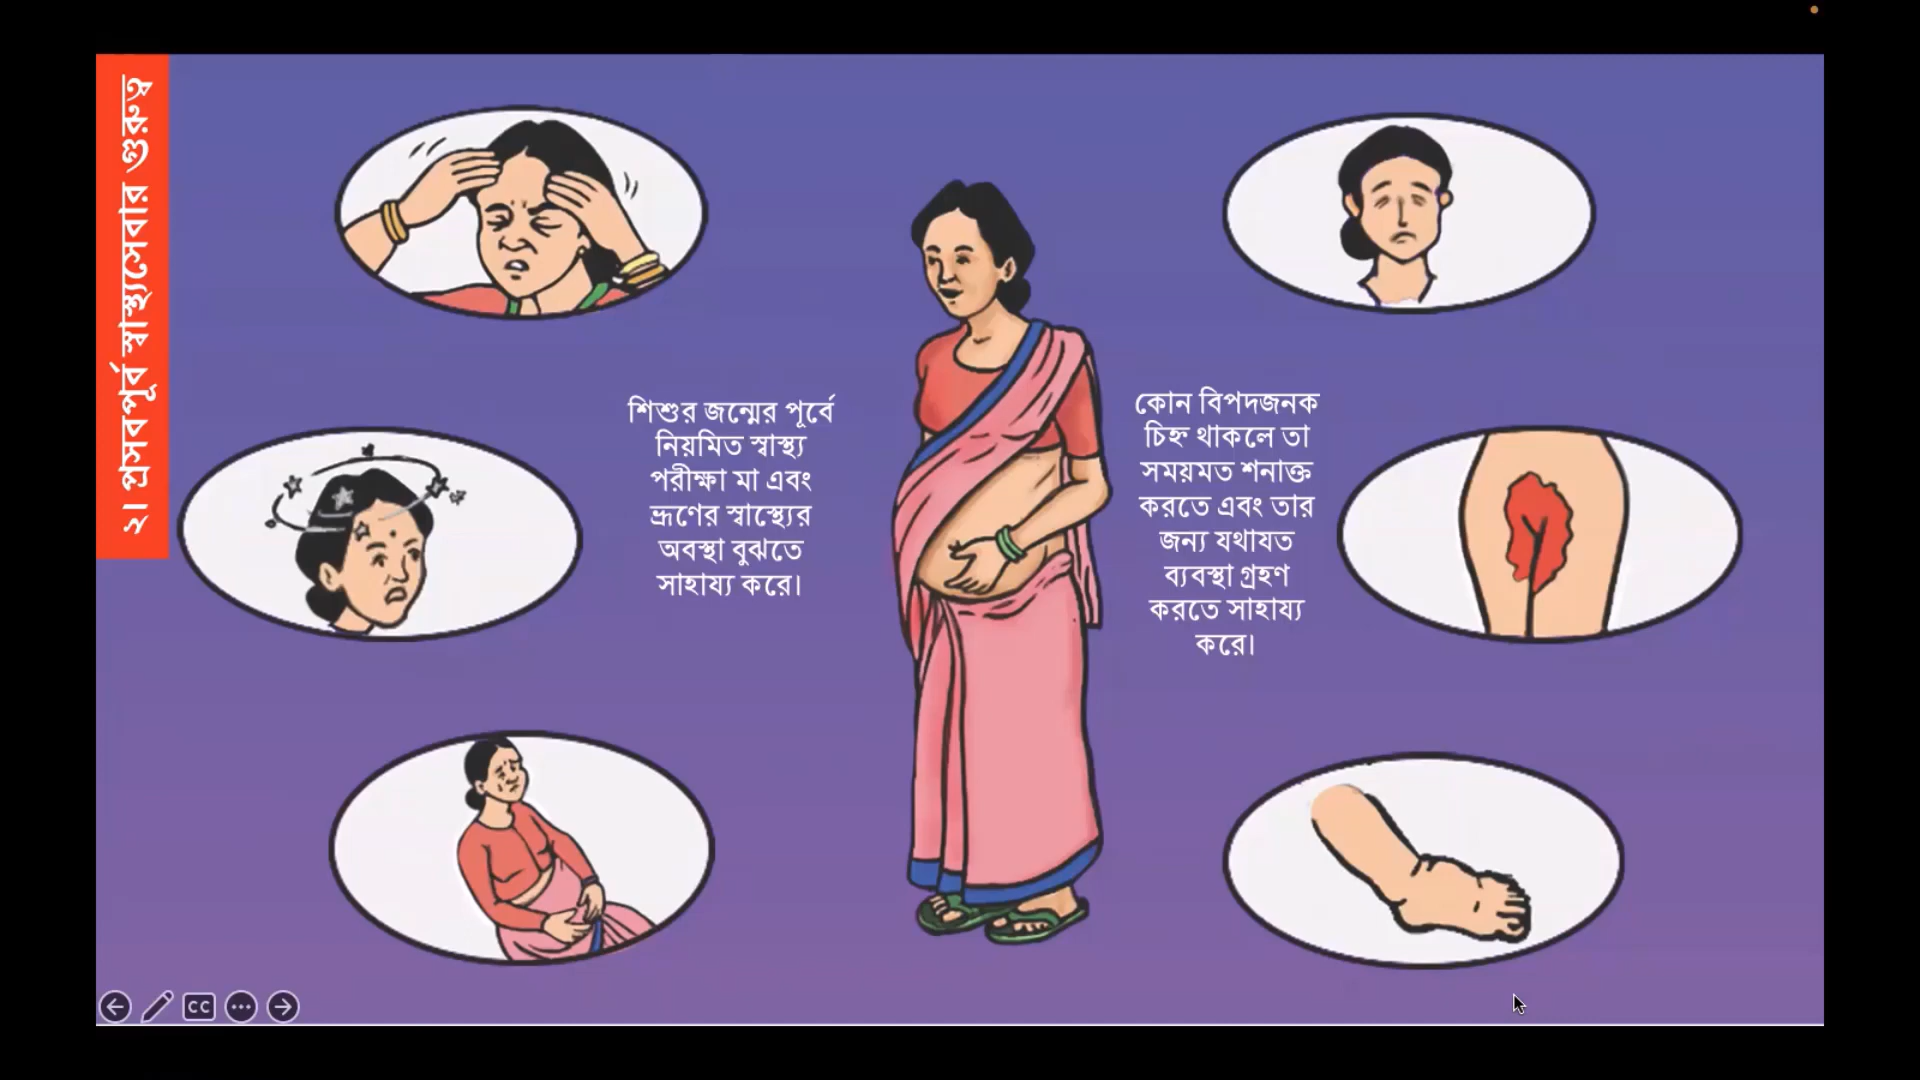 ২। প্রসবপূর্ব স্বাস্থ্যসেবার গুরুত্ব
শিশুর জন্মের পূর্বে
নিয়মিত স্বাস্থ্য
পরীক্ষা মা এবং
ভ্রূণের স্বাস্থ্যের
অবস্থা বুঝতে
সাহায্য করে।
কোন বিপদজনক
চিহ্ন থাকলে তা
সময়মত শনাক্ত
করতে এবং তার
জন্য যথাযত
ব্যবস্থা গ্রহণ
করতে সাহায্য
করে।
CC